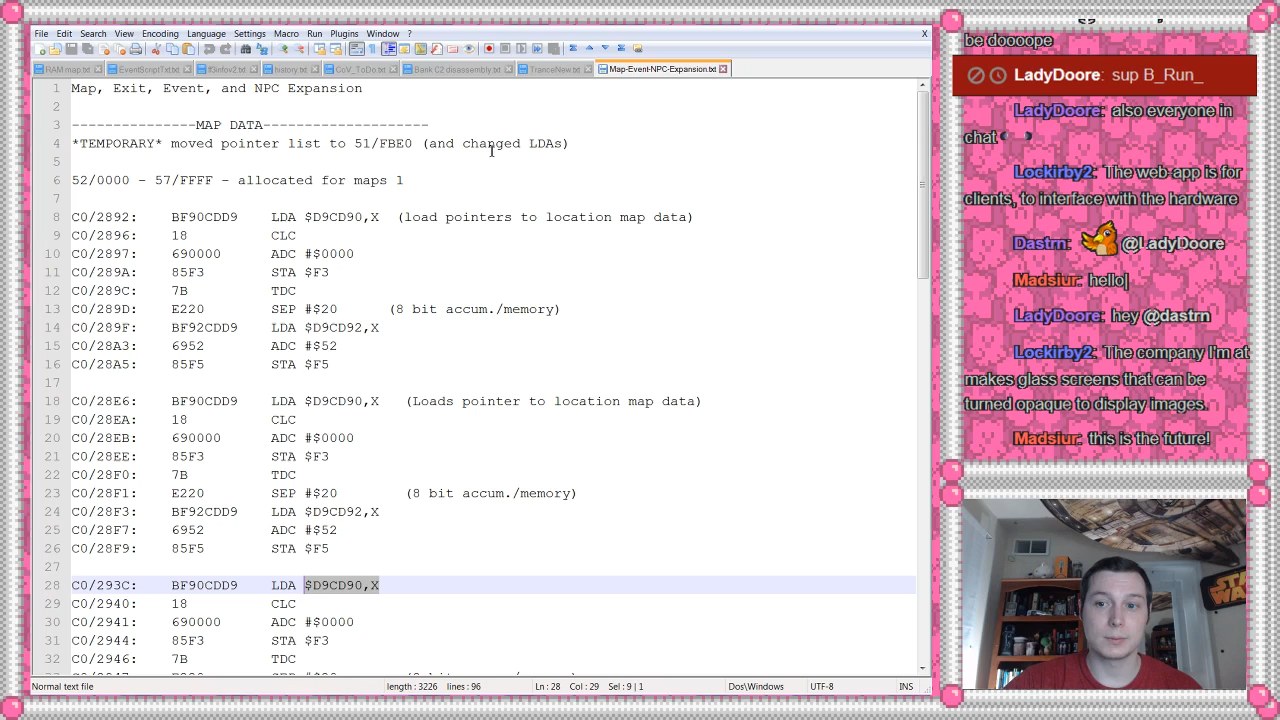 File Edit Search View Encoding Language Settings Macro Run Plugins Window ? X
RAM map.txt EventScriptTxt.txt ff3infov2.txt history.txt CoV_ToDo.txt Bank C2 disassembly.txt TranceNew.txt Map-Event-NPC-Expansion.txt
1 Map, Exit, Event, and NPC Expansion
2
3 ---------------MAP DATA--------------------
4 *TEMPORARY* moved pointer list to 51/FBE0 (and changed LDAs)
5
6 52/0000 - 57/FFFF - allocated for maps 1
7
8 C0/2892: BF90CDD9 LDA $D9CD90,X (load pointers to location map data)
9 C0/2896: 18 CLC
10 C0/2897: 690000 ADC #$0000
11 C0/289A: 85F3 STA $F3
12 C0/289C: 7B TDC
13 C0/289D: E220 SEP #$20 (8 bit accum./memory)
14 C0/289F: BF92CDD9 LDA $D9CD92,X
15 C0/28A3: 6952 ADC #$52
16 C0/28A5: 85F5 STA $F5
17
18 C0/28E6: BF90CDD9 LDA $D9CD90,X (Loads pointer to location map data)
19 C0/28EA: 18 CLC
20 C0/28EB: 690000 ADC #$0000
21 C0/28EE: 85F3 STA $F3
22 C0/28F0: 7B TDC
23 C0/28F1: E220 SEP #$20 (8 bit accum./memory)
24 C0/28F3: BF92CDD9 LDA $D9CD92,X
25 C0/28F7: 6952 ADC #$52
26 C0/28F9: 85F5 STA $F5
27
28 C0/293C: BF90CDD9 LDA $D9CD90,X
29 C0/2940: 18 CLC
30 C0/2941: 690000 ADC #$0000
31 C0/2944: 85F3 STA $F3
32 C0/2946: 7B TDC
Normal text file length : 3226 lines : 96 Ln : 28 Col : 29 Sel : 9 | 1 Dos\Windows UTF-8 INS
be doooope
LadyDoore: sup B_Run_
LadyDoore: also everyone in
chat
Lockirby2: The web-app is for
clients, to interface with the hardware
Dastrn: @LadyDoore
Madsiur: hello|
LadyDoore: hey @dastrn
Lockirby2: The company I'm at
makes glass screens that can be
turned opaque to display images.
Madsiur: this is the future!